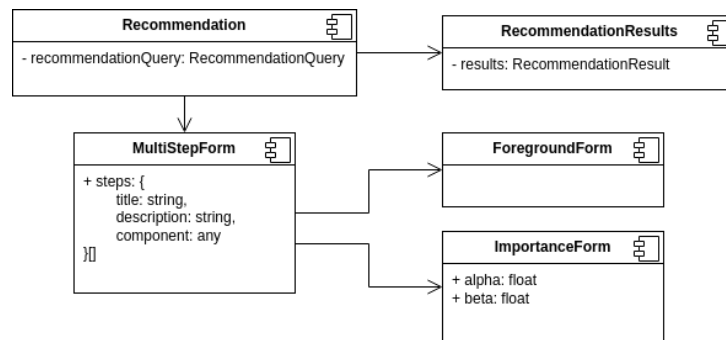 Recommendation
- recommendationQuery: RecommendationQuery
RecommendationResults
- results: RecommendationResult
MultiStepForm
+ steps: {
title: string,
description: string,
component: any
}[]
ForegroundForm
ImportanceForm
+ alpha: float
+ beta: float